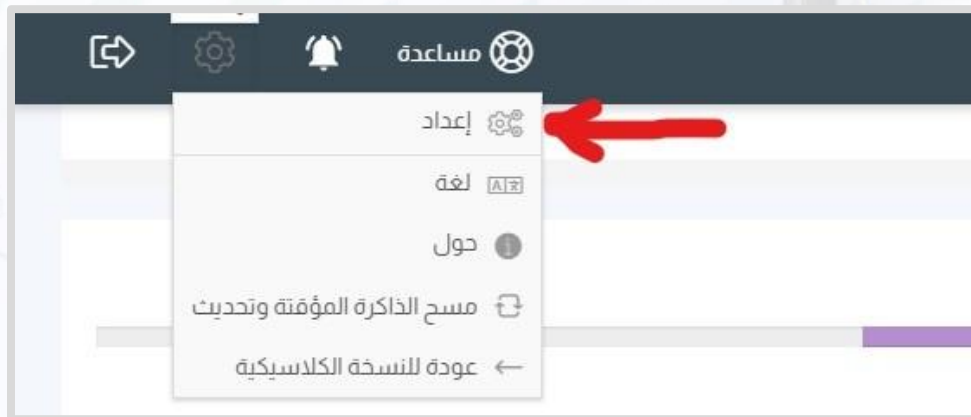 مساعدة
إعداد
لغة
حول
مسح الذاكرة المؤقتة وتحديث
عودة للنسخة الكلاسيكية